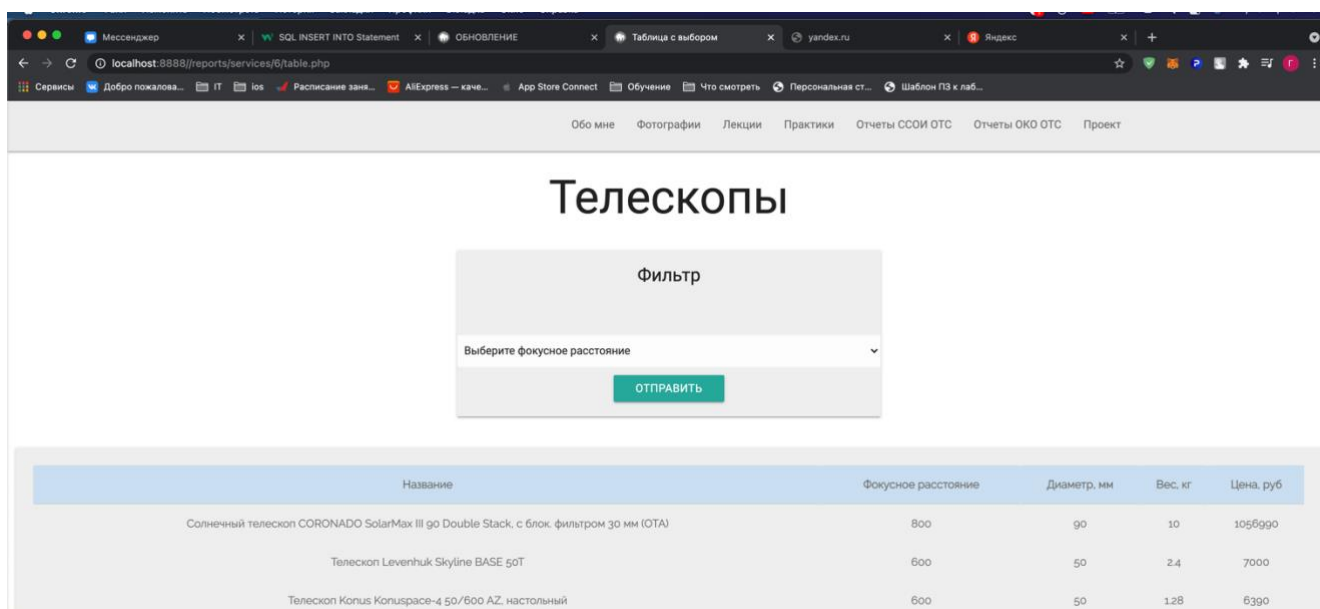 Мессенджер SQL INSERT INTO Statement ОБНОВЛЕНИЕ Таблица с выбором yandex.ru Яндекс
localhost:8888//reports/services/6/table.php
Сервисы Добро пожалова... IT ios Расписание заня... AliExpress — каче... App Store Connect Обучение Что смотреть Персональная ст... Шаблон ПЗ к лаб...
Обо мне Фотографии Лекции Практики Отчеты ССОИ ОТС Отчеты ОКО ОТС Проект
Телескопы
Фильтр
Выберите фокусное расстояние
ОТПРАВИТЬ
Название Фокусное расстояние Диаметр, мм Вес, кг Цена, руб
Солнечный телескоп CORONADO SolarMax III 90 Double Stack, с блок. фильтром 30 мм (OTA) 800 90 10 1056990
Телескоп Levenhuk Skyline BASE 50T 600 50 2.4 7000
Телескоп Konus Konuspace-4 50/600 AZ, настольный 600 50 1.28 6390